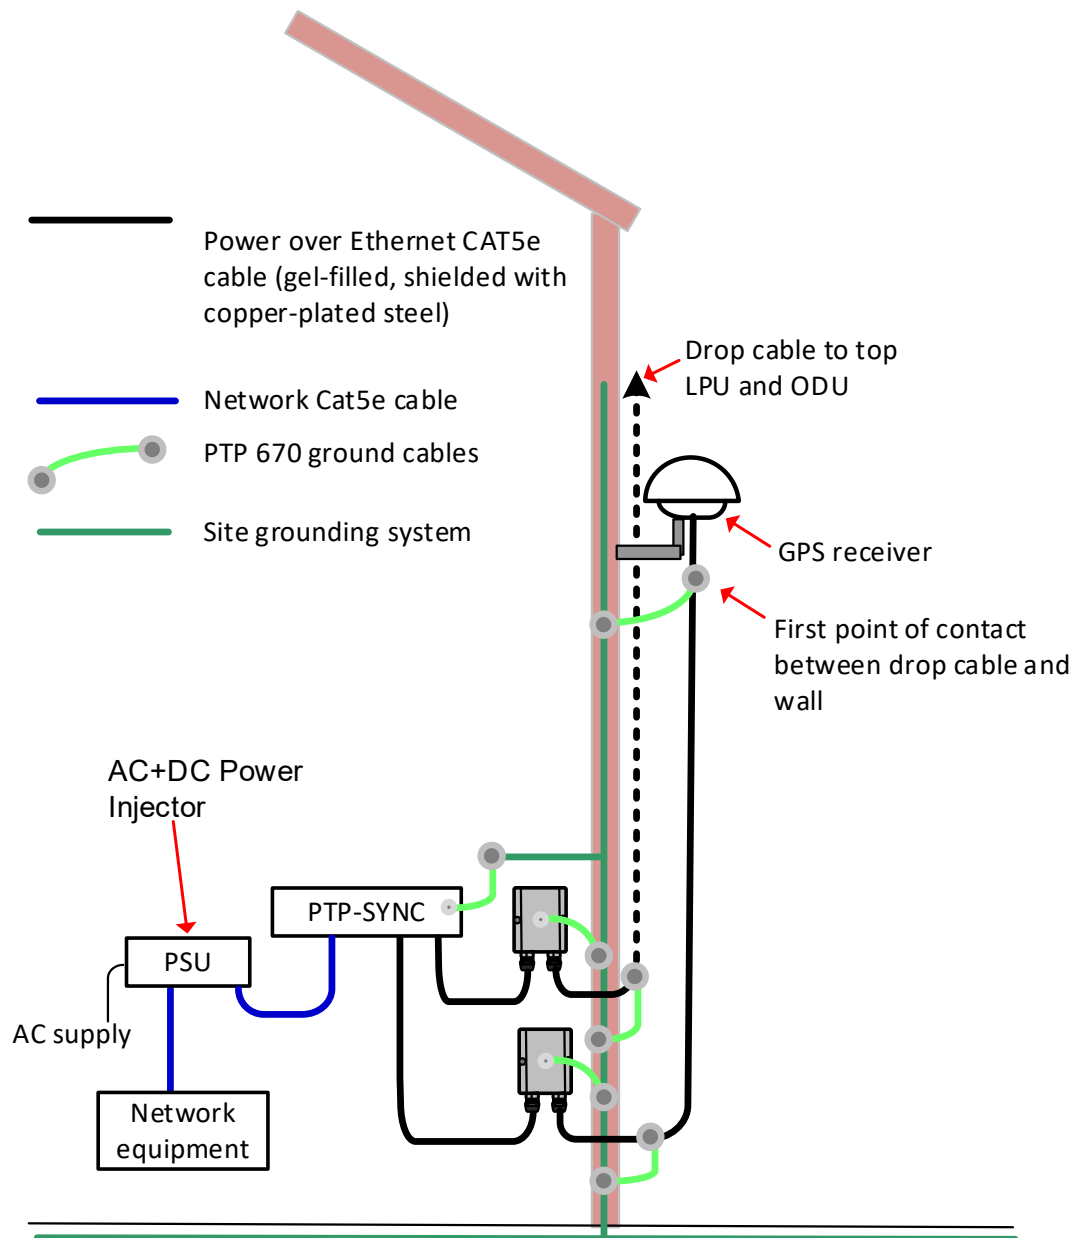 Power over Ethernet CAT5e
cable (gel-filled, shielded with
copper-plated steel)
Drop cable to top
LPU and ODU
Network Cat5e cable
PTP 670 ground cables
Site grounding system
GPS receiver
First point of contact
between drop cable and
wall
AC+DC Power
Injector
PTP-SYNC
PSU
AC supply
Network
equipment